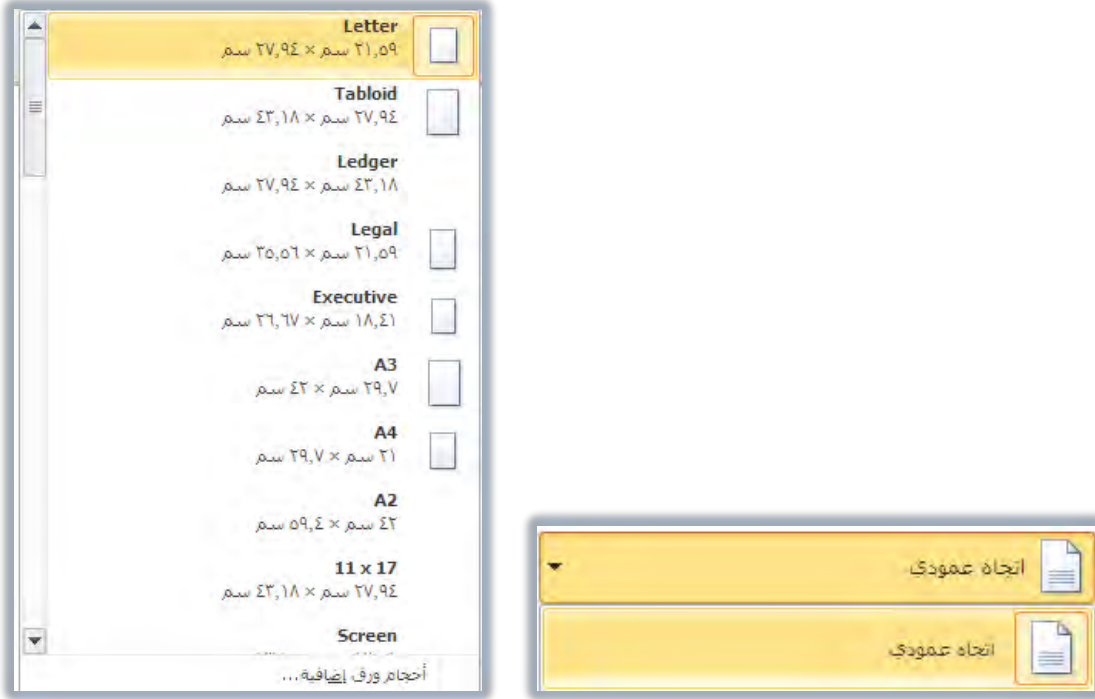 Letter
٢١,٥٩ سم × ٢٧,٩٤ سم
Tabloid
٢٧,٩٤ سم × ٤٣,١٨ سم
Ledger
٤٣,١٨ سم × ٢٧,٩٤ سم
Legal
٢١,٥٩ سم × ٣٥,٥٦ سم
Executive
١٨,٤١ سم × ٢٦,٦٧ سم
A3
٢٩,٧ سم × ٤٢ سم
A4
٢١ سم × ٢٩,٧ سم
A2
٤٢ سم × ٥٩,٤ سم
11 x 17
٢٧,٩٤ سم × ٤٣,١٨ سم
Screen
أحجام ورق إضافية...
اتجاه عمودي
اتجاه عمودي